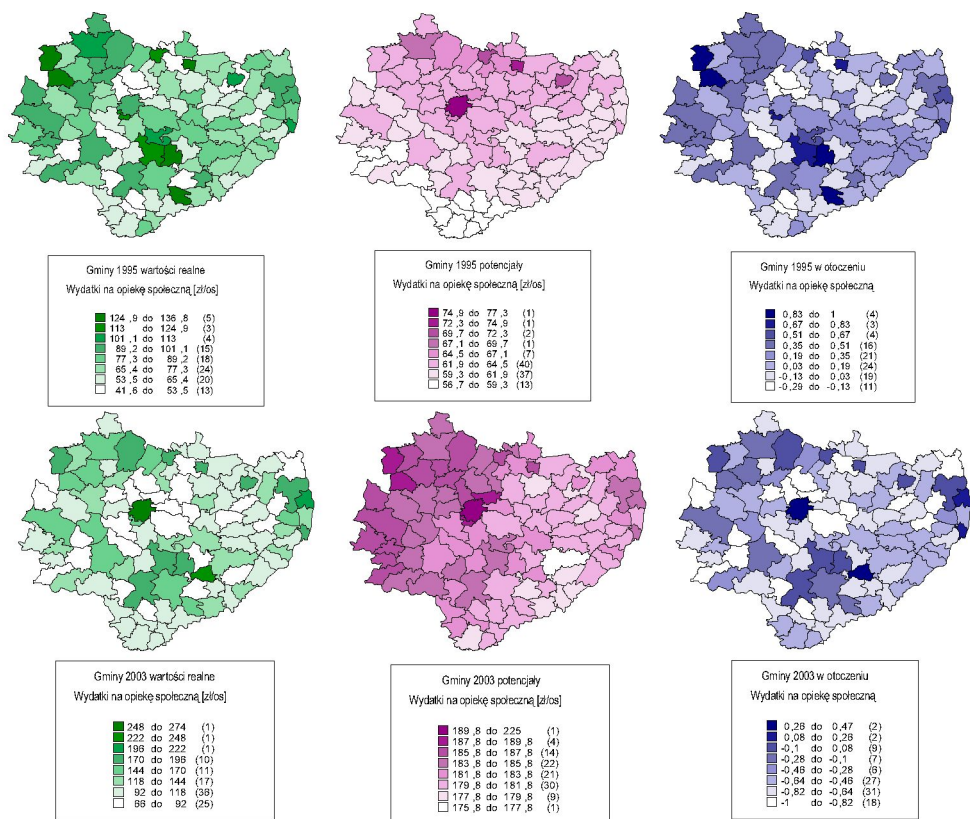 Gminy 1995 wartości realne
Wydatki na opiekę społeczną [zł/os]
124 ,9 do 136 ,8 (5)
113 do 124 ,9 (3)
101 ,1 do 113 (4)
89 ,2 do 101 ,1 (15)
77 ,3 do 89 ,2 (18)
65 ,4 do 77 ,3 (24)
53 ,5 do 65 ,4 (20)
41 ,6 do 53 ,5 (13)
Gminy 1995 potencjały
Wydatki na opiekę społeczną [zł/os]
74 ,9 do 77 ,3 (1)
72 ,3 do 74 ,9 (1)
69 ,7 do 72 ,3 (2)
67 ,1 do 69 ,7 (1)
64 ,5 do 67 ,1 (7)
61 ,9 do 64 ,5 (40)
59 ,3 do 61 ,9 (37)
56 ,7 do 59 ,3 (13)
Gminy 1995 w otoczeniu
Wydatki na opiekę społeczną
0,83 do 1 (4)
0,67 do 0,83 (3)
0,51 do 0,67 (4)
0,35 do 0,51 (16)
0,19 do 0,35 (21)
0,03 do 0,19 (24)
-0,13 do 0,03 (19)
-0,29 do -0,13 (11)
Gminy 2003 wartości realne
Wydatki na opiekę społeczną [zł/os]
248 do 274 (1)
222 do 248 (1)
196 do 222 (1)
170 do 196 (10)
144 do 170 (11)
118 do 144 (17)
92 do 118 (36)
66 do 92 (25)
Gminy 2003 potencjały
Wydatki na opiekę społeczną [zł/os]
189 ,8 do 225 (1)
187 ,8 do 189 ,8 (4)
185 ,8 do 187 ,8 (14)
183 ,8 do 185 ,8 (22)
181 ,8 do 183 ,8 (21)
179 ,8 do 181 ,8 (30)
177 ,8 do 179 ,8 (9)
175 ,8 do 177 ,8 (1)
Gminy 2003 w otoczeniu
Wydatki na opiekę społeczną
0,26 do 0,47 (2)
0,08 do 0,26 (2)
-0,1 do 0,08 (9)
-0,28 do -0,1 (7)
-0,46 do -0,28 (6)
-0,64 do -0,46 (27)
-0,82 do -0,64 (31)
-1 do -0,82 (18)